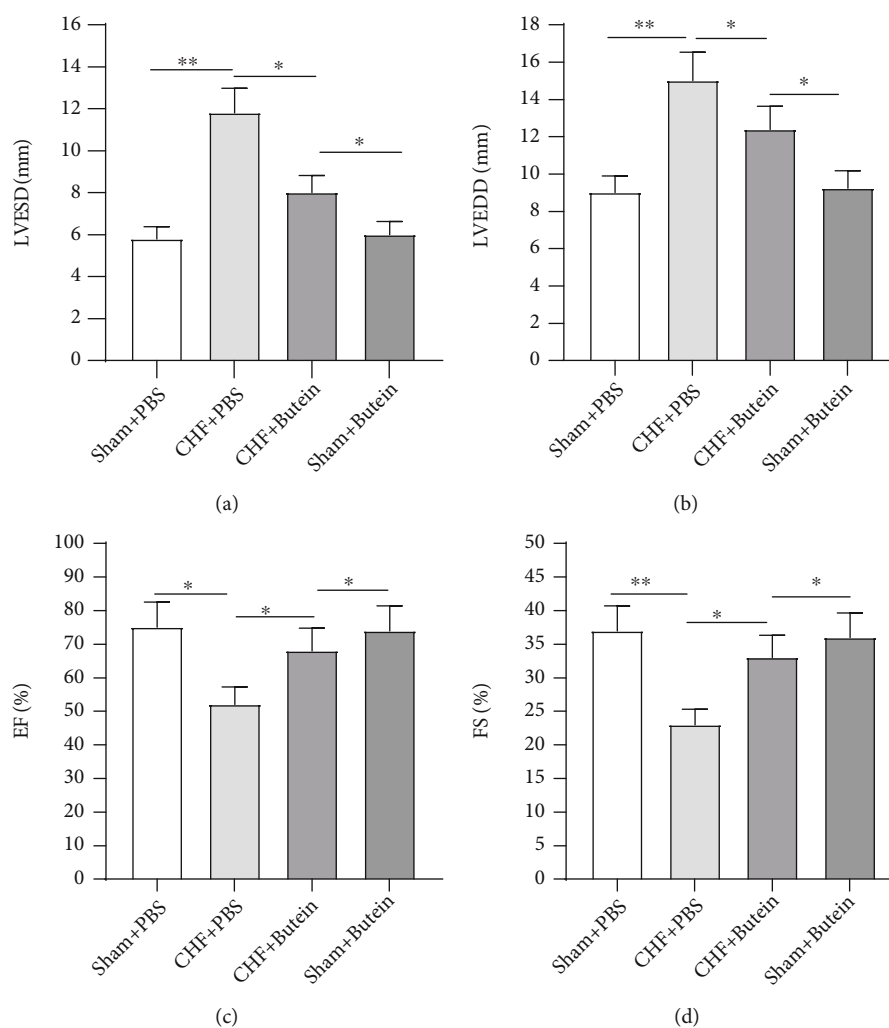 LVESD (mm)
16
14
12
10
8
6
4
2
0
**
*
*
Sham+PBS
CHF+PBS
CHF+Butein
Sham+Butein
(a)
LVEDD (mm)
18
16
14
12
10
8
6
4
2
0
**
*
*
Sham+PBS
CHF+PBS
CHF+Butein
Sham+Butein
(b)
EF (%)
100
90
80
70
60
50
40
30
20
10
0
*
*
*
Sham+PBS
CHF+PBS
CHF+Butein
Sham+Butein
(c)
FS (%)
50
45
40
35
30
25
20
15
10
5
0
**
*
*
Sham+PBS
CHF+PBS
CHF+Butein
Sham+Butein
(d)